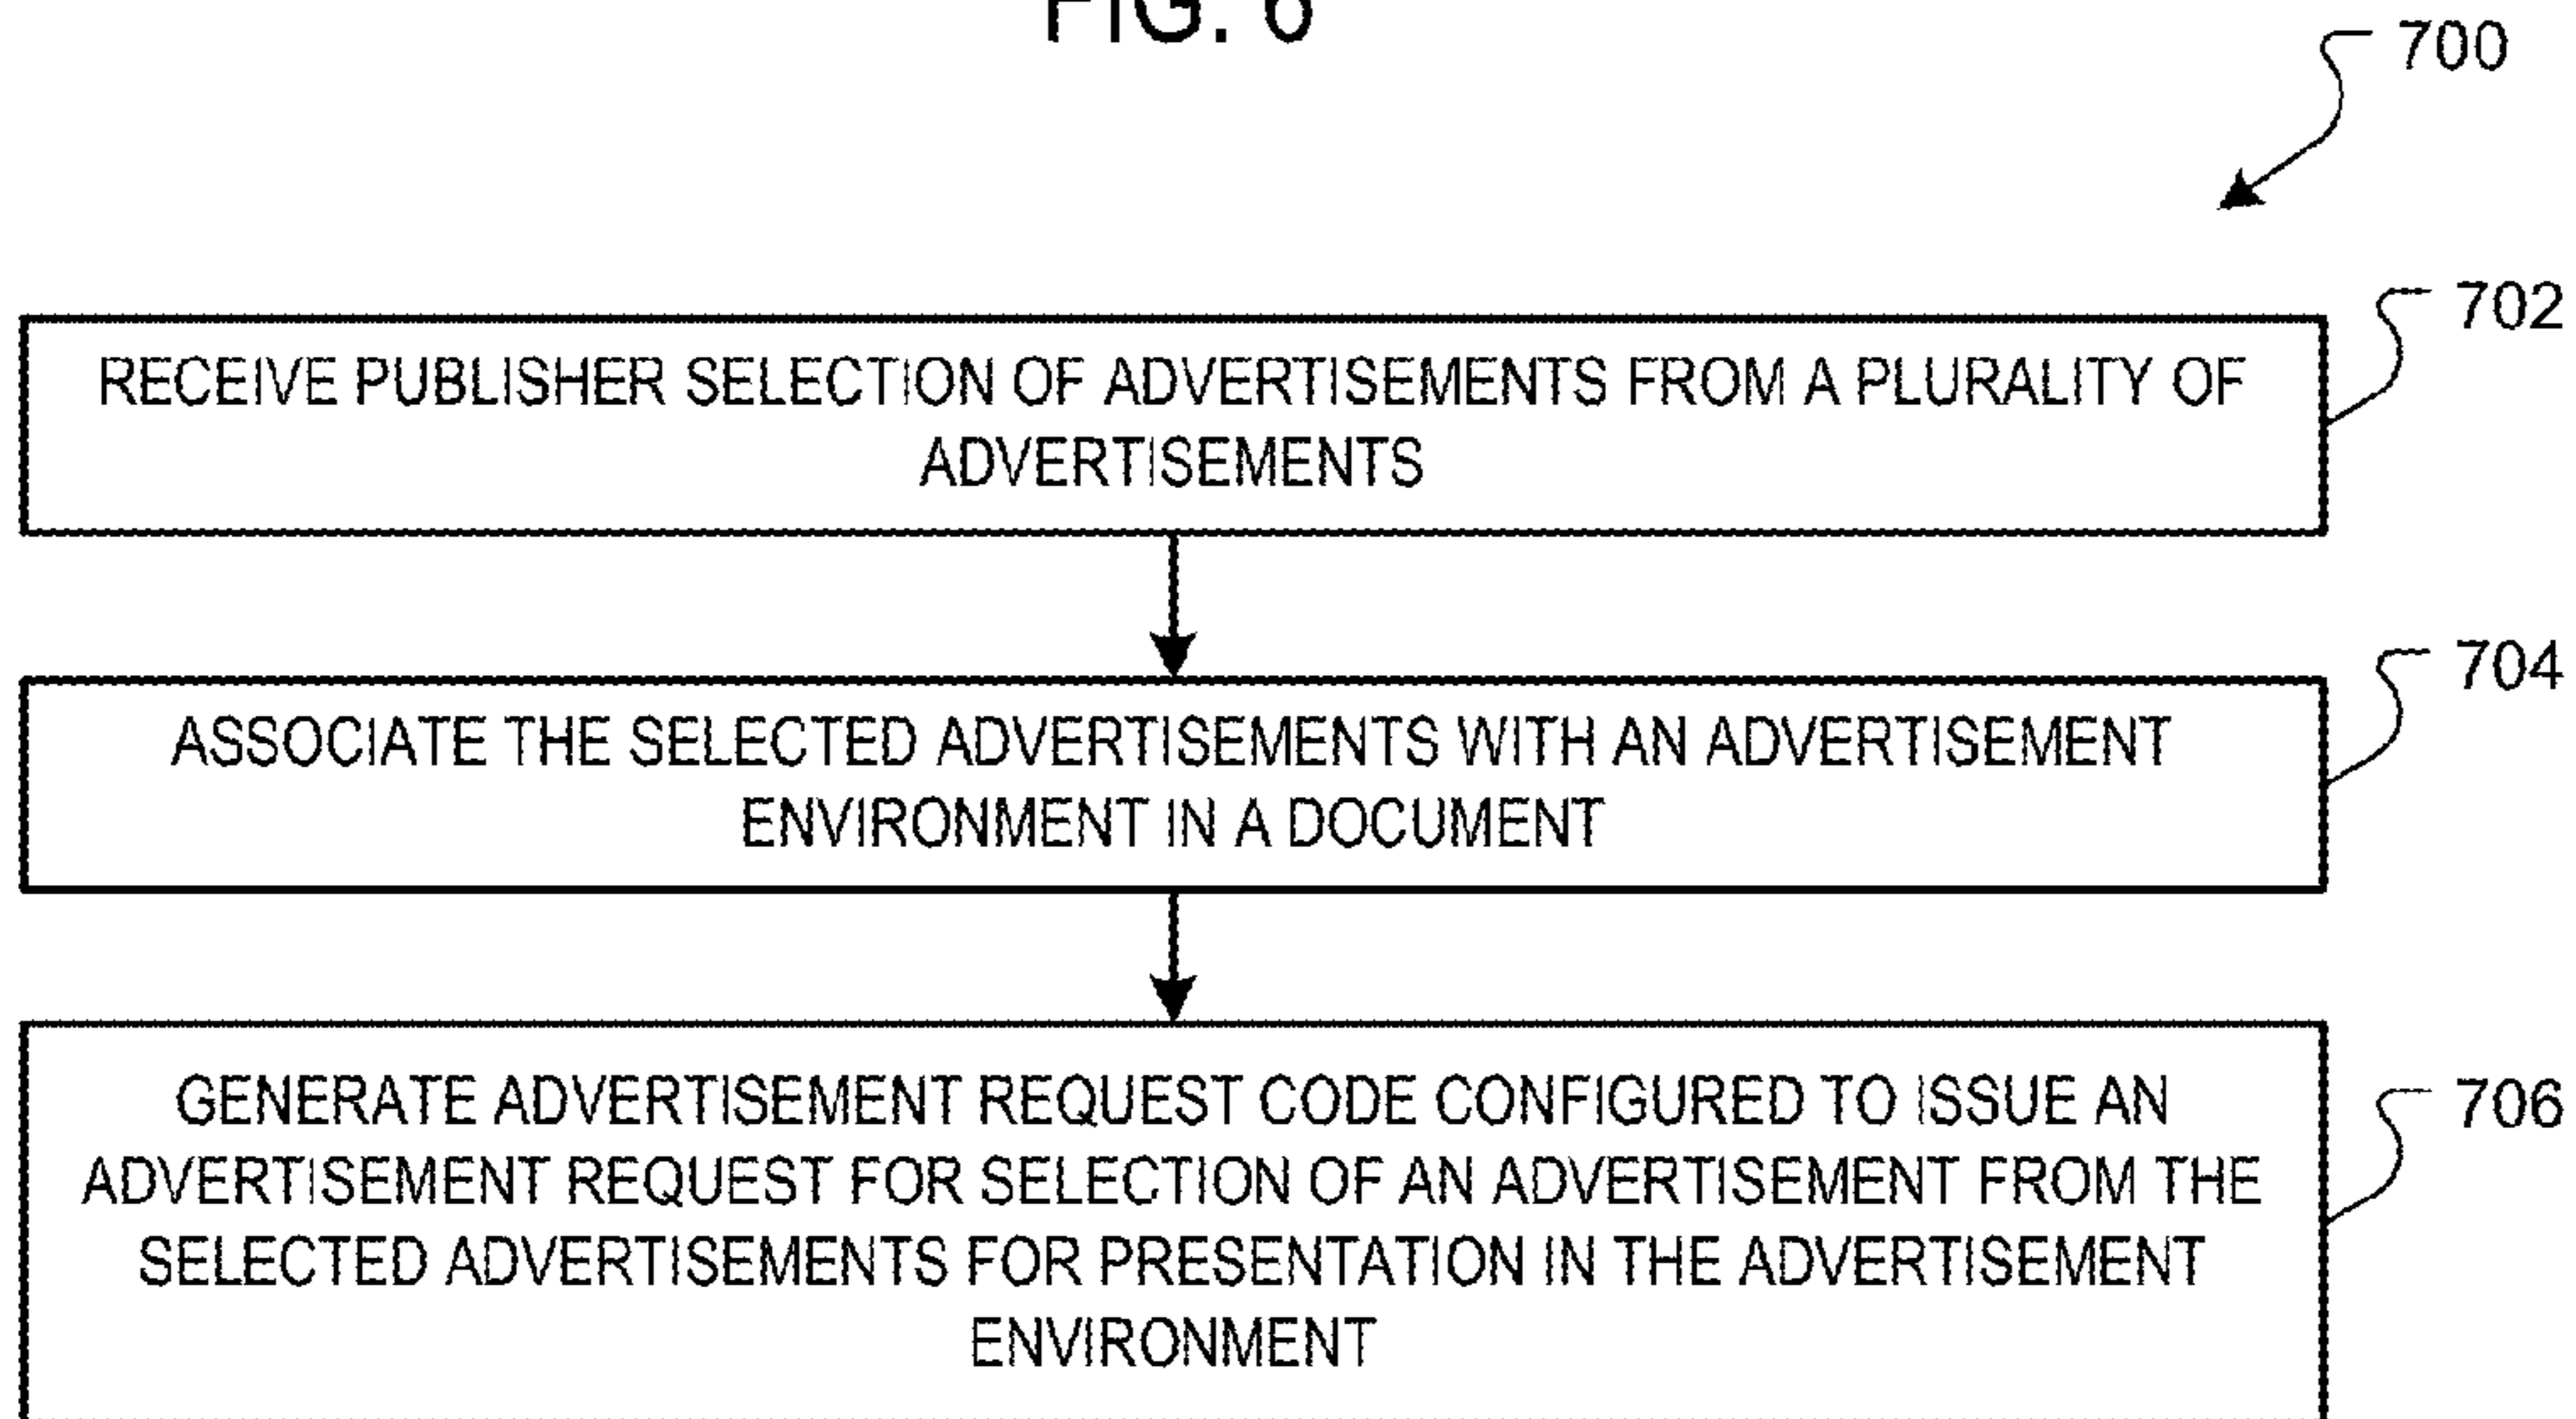 FIG. 6
700
702
RECEIVE PUBLISHER SELECTION OF ADVERTISEMENTS FROM A PLURALITY OF
ADVERTISEMENTS
704
ASSOCIATE THE SELECTED ADVERTISEMENTS WITH AN ADVERTISEMENT
ENVIRONMENT IN A DOCUMENT
706
GENERATE ADVERTISEMENT REQUEST CODE CONFIGURED TO ISSUE AN
ADVERTISEMENT REQUEST FOR SELECTION OF AN ADVERTISEMENT FROM THE
SELECTED ADVERTISEMENTS FOR PRESENTATION IN THE ADVERTISEMENT
ENVIRONMENT